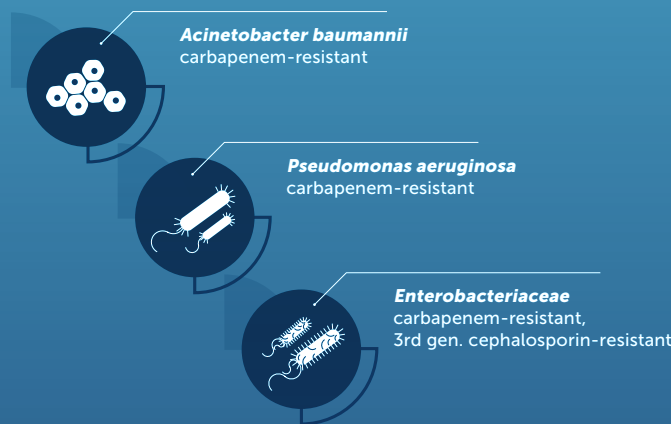 Acinetobacter baumannii
carbapenem-resistant
Pseudomonas aeruginosa
carbapenem-resistant
Enterobacteriaceae
carbapenem-resistant,
3rd gen. cephalosporin-resistant